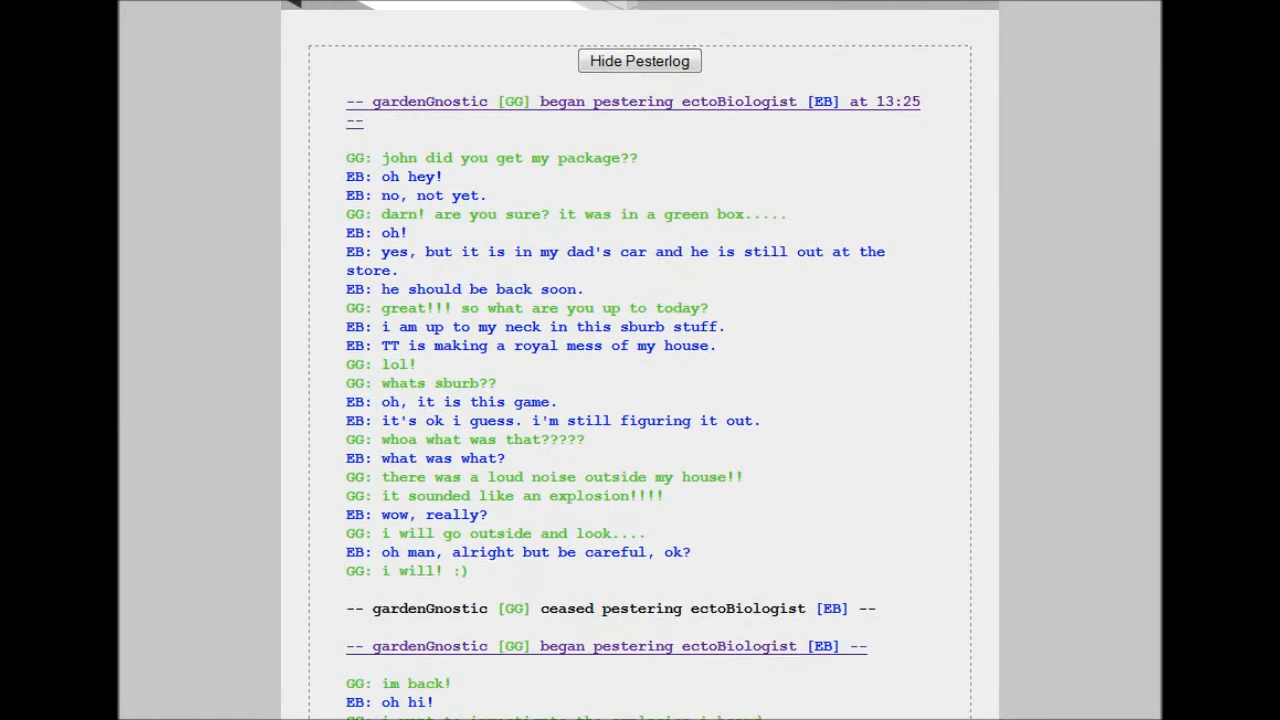 Hide Pesterlog
-- gardenGnostic [GG] began pestering ectoBiologist [EB] at 13:25
--
GG: john did you get my package??
EB: oh hey!
EB: no, not yet.
GG: darn! are you sure? it was in a green box.....
EB: oh!
EB: yes, but it is in my dad's car and he is still out at the
store.
EB: he should be back soon.
GG: great!!! so what are you up to today?
EB: i am up to my neck in this sburb stuff.
EB: TT is making a royal mess of my house.
GG: lol!
GG: whats sburb??
EB: oh, it is this game.
EB: it's ok i guess. i'm still figuring it out.
GG: whoa what was that?????
EB: what was what?
GG: there was a loud noise outside my house!!
GG: it sounded like an explosion!!!!
EB: wow, really?
GG: i will go outside and look....
EB: oh man, alright but be careful, ok?
GG: i will! :)
-- gardenGnostic [GG] ceased pestering ectoBiologist [EB] --
-- gardenGnostic [GG] began pestering ectoBiologist [EB] --
GG: im back!
EB: oh hi!